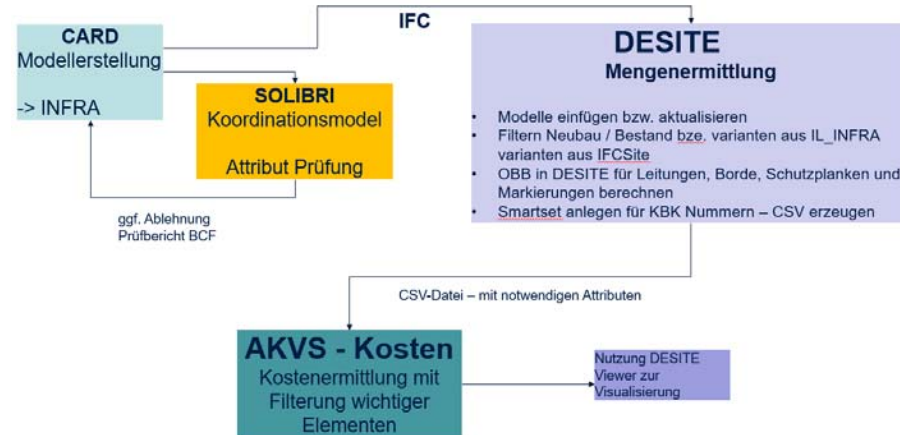 CARD
Modellerstellung
-> INFRA
IFC
SOLIBRI
Koordinationsmodel
Attribut Prüfung
ggf. Ablehnung
Prüfbericht BCF
DESITE
Mengenermittlung
• Modelle einfügen bzw. aktualisieren
• Filtern Neubau / Bestand bze. varianten aus IL_INFRA
varianten aus IFCSite
• OBB in DESITE für Leitungen, Borde, Schutzplanken und
Markierungen berechnen
• Smartset anlegen für KBK Nummern – CSV erzeugen
CSV-Datei – mit notwendigen Attributen
AKVS - Kosten
Kostenermittlung mit
Filterung wichtiger
Elementen
Nutzung DESITE
Viewer zur
Visualisierung